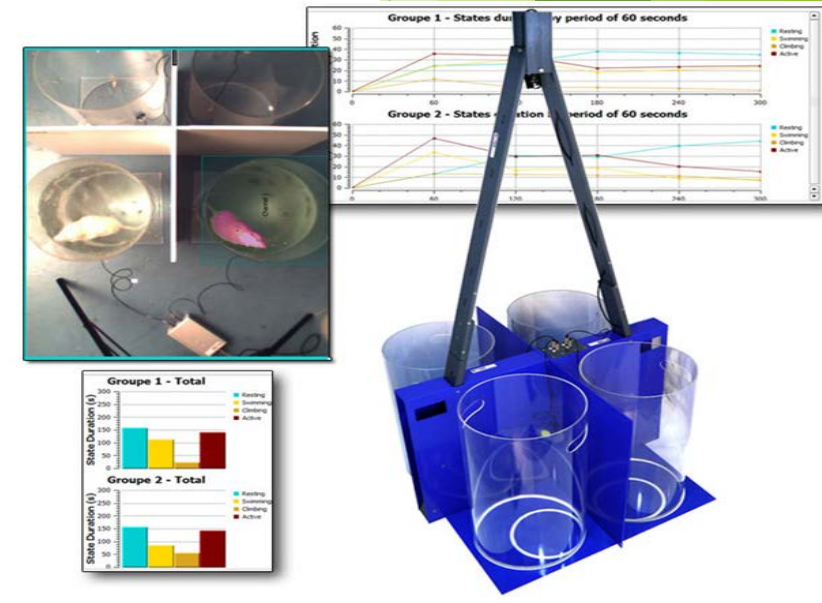 Groupe 1 - States du by period of 60 seconds
60
50
40
30
20
10
0
0
60
180
240
300
Resting
Swimming
Climbing
Active
Groupe 2 - States ation period of 60 seconds
60
50
40
30
20
10
0
0
60
120
180
240
300
Resting
Swimming
Climbing
Active
Groupe 1 - Total
State Duration (s)
300
250
200
150
100
50
0
Resting
Swimming
Climbing
Active
Groupe 2 - Total
State Duration (s)
300
250
200
150
100
50
0
Resting
Swimming
Climbing
Active